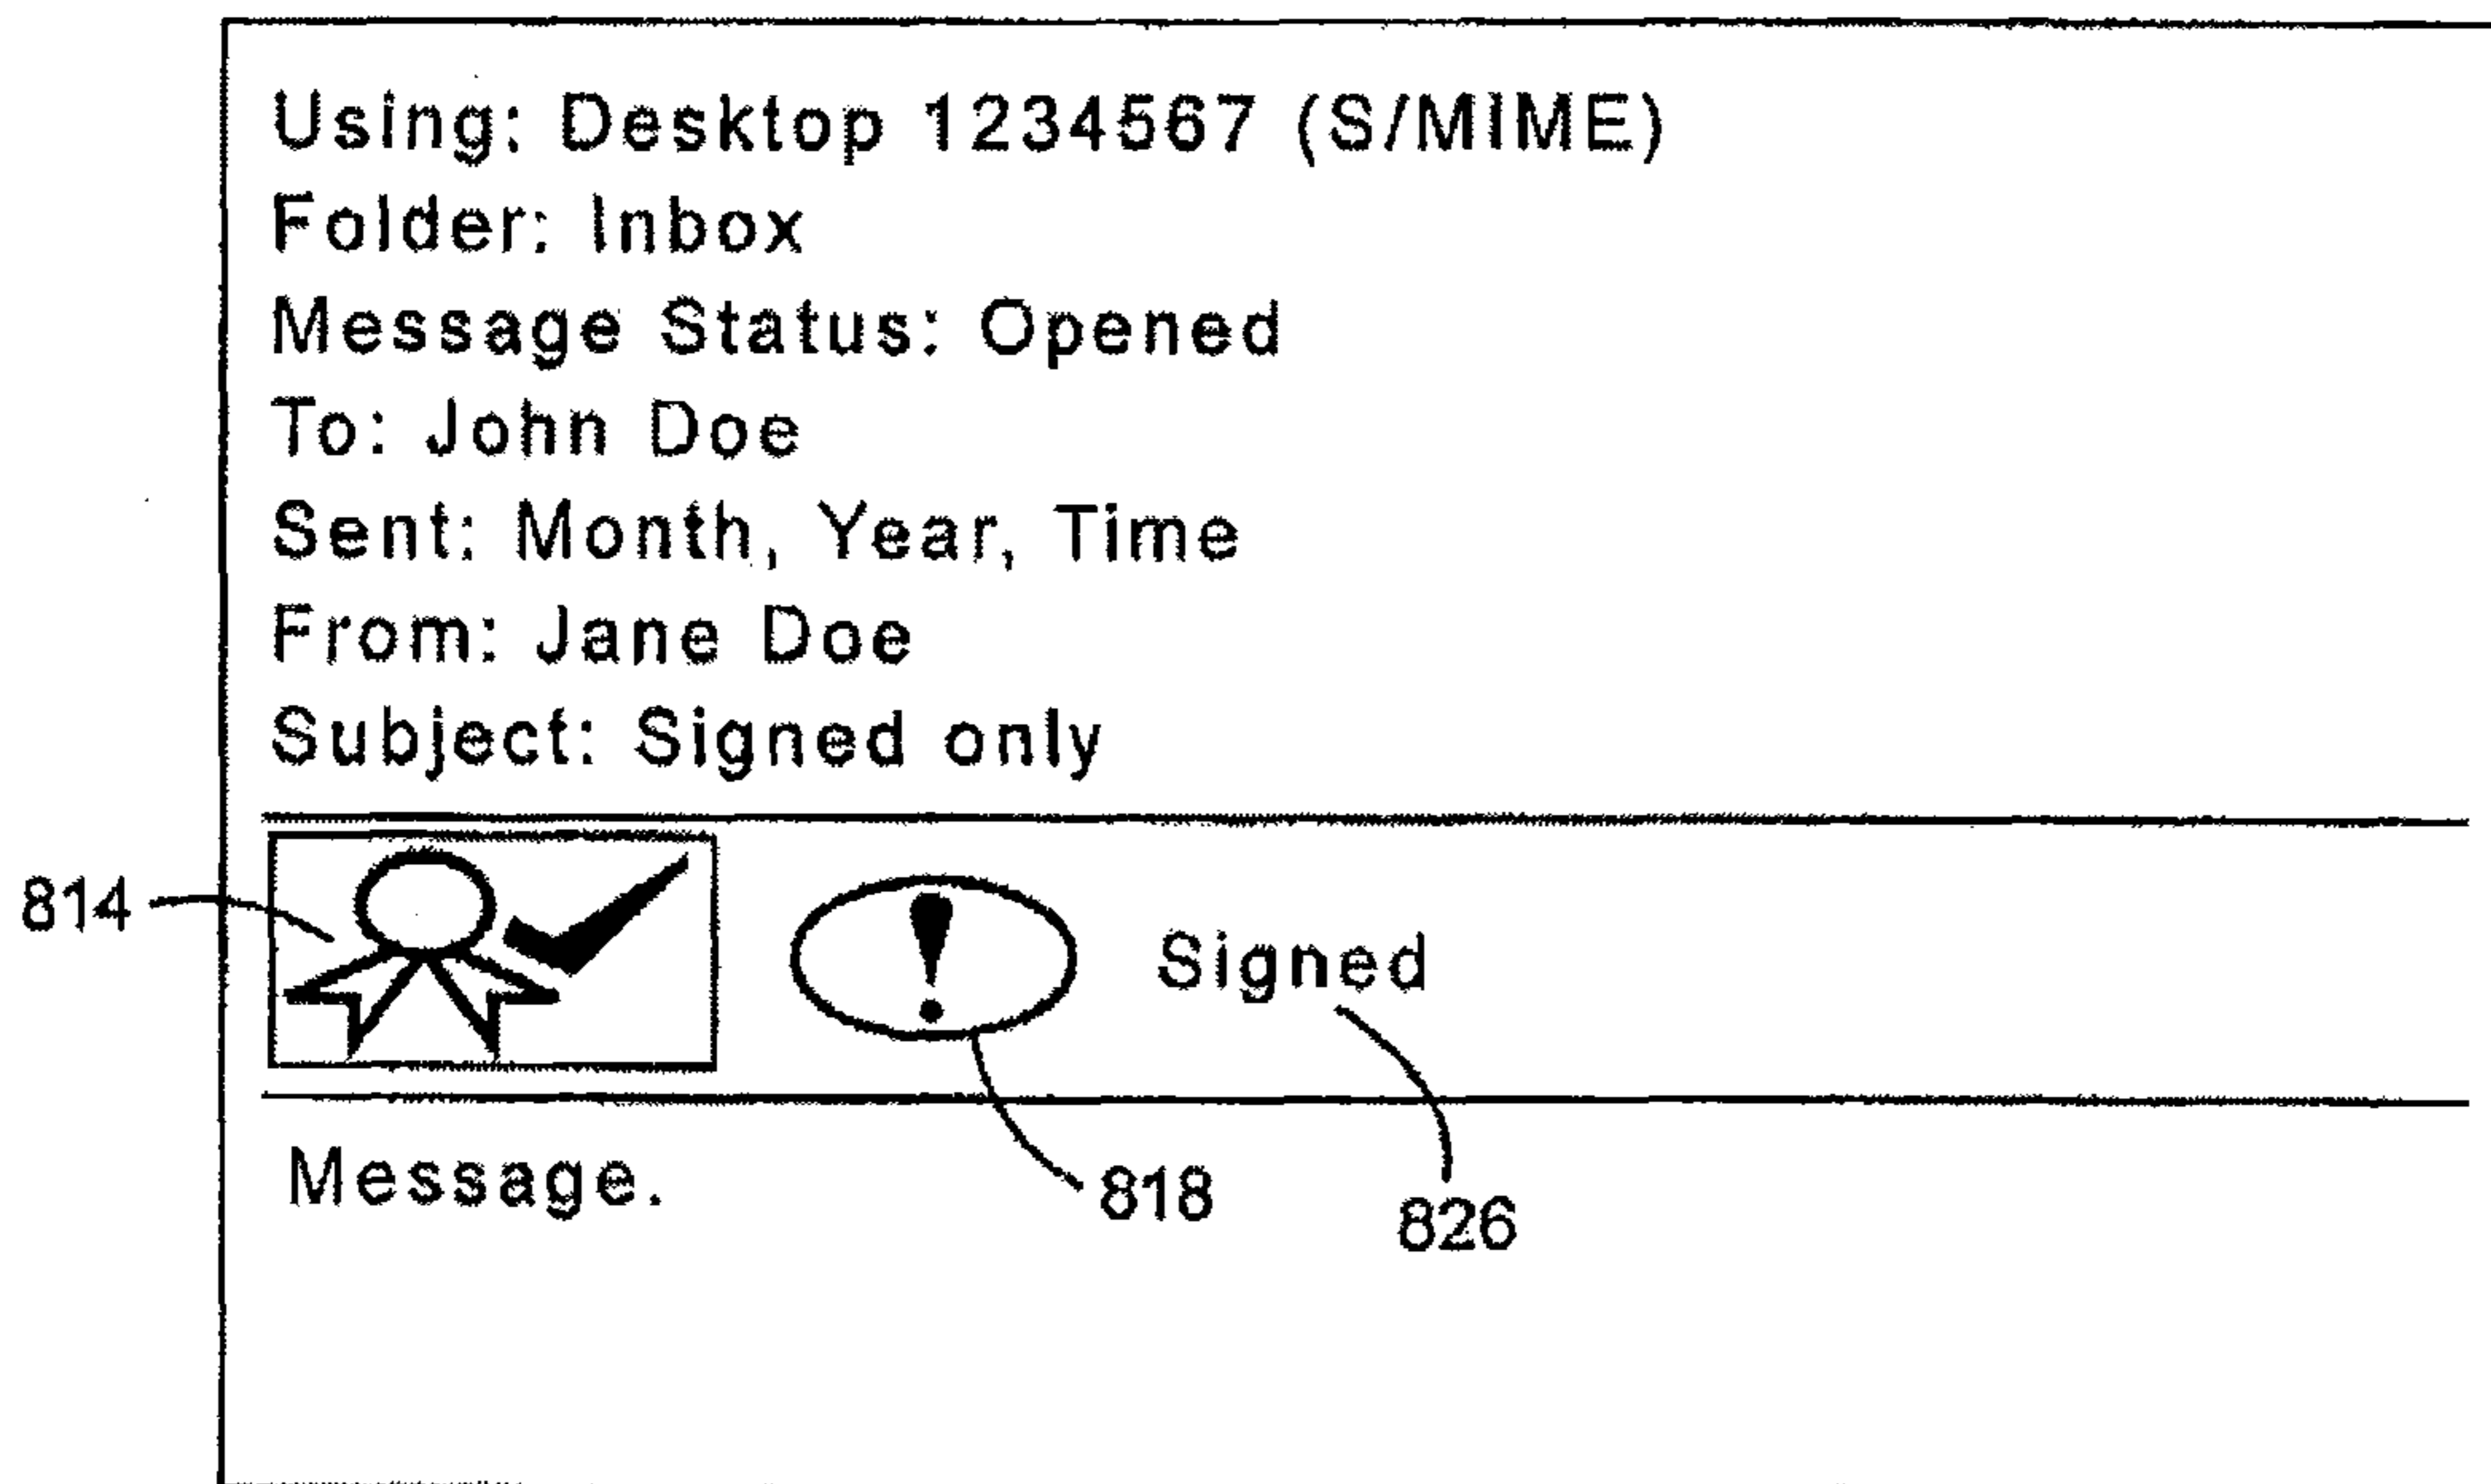 Using: Desktop 1234567 (S/MIME)
Folder: Inbox
Message Status: Opened
To: John Doe
Sent: Month, Year, Time
From: Jane Doe
Subject: Signed only
814
! Signed
Message.
818
826